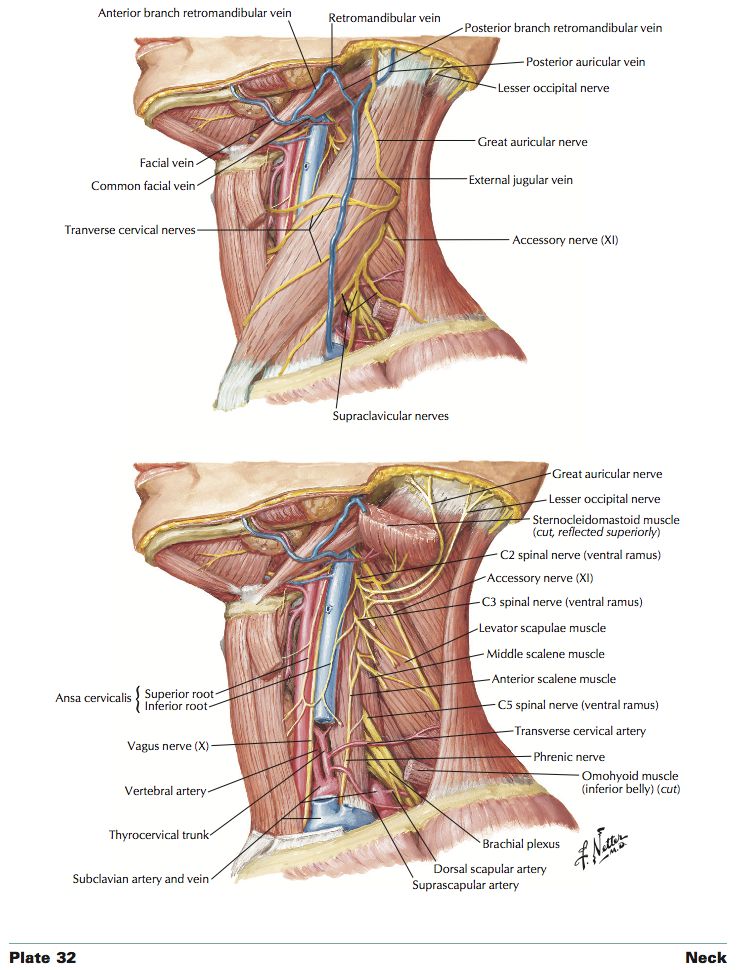 Anterior branch retromandibular vein
Retromandibular vein
Posterior branch retromandibular vein
Posterior auricular vein
Lesser occipital nerve
Great auricular nerve
Facial vein
External jugular vein
Common facial vein
Tranverse cervical nerves
Accessory nerve (XI)
Supraclavicular nerves
Great auricular nerve
Lesser occipital nerve
Sternocleidomastoid muscle
(cut, reflected superiorly)
C2 spinal nerve (ventral ramus)
Accessory nerve (XI)
C3 spinal nerve (ventral ramus)
Levator scapulae muscle
Middle scalene muscle
Anterior scalene muscle
Ansa cervicalis { Superior root
Inferior root
C5 spinal nerve (ventral ramus)
Transverse cervical artery
Vagus nerve (X)
Phrenic nerve
Omohyoid muscle
(inferior belly) (cut)
Vertebral artery
Thyrocervical trunk
Brachial plexus
Dorsal scapular artery
Subclavian artery and vein
Suprascapular artery
F. Netter
M.D.
Plate 32
Neck